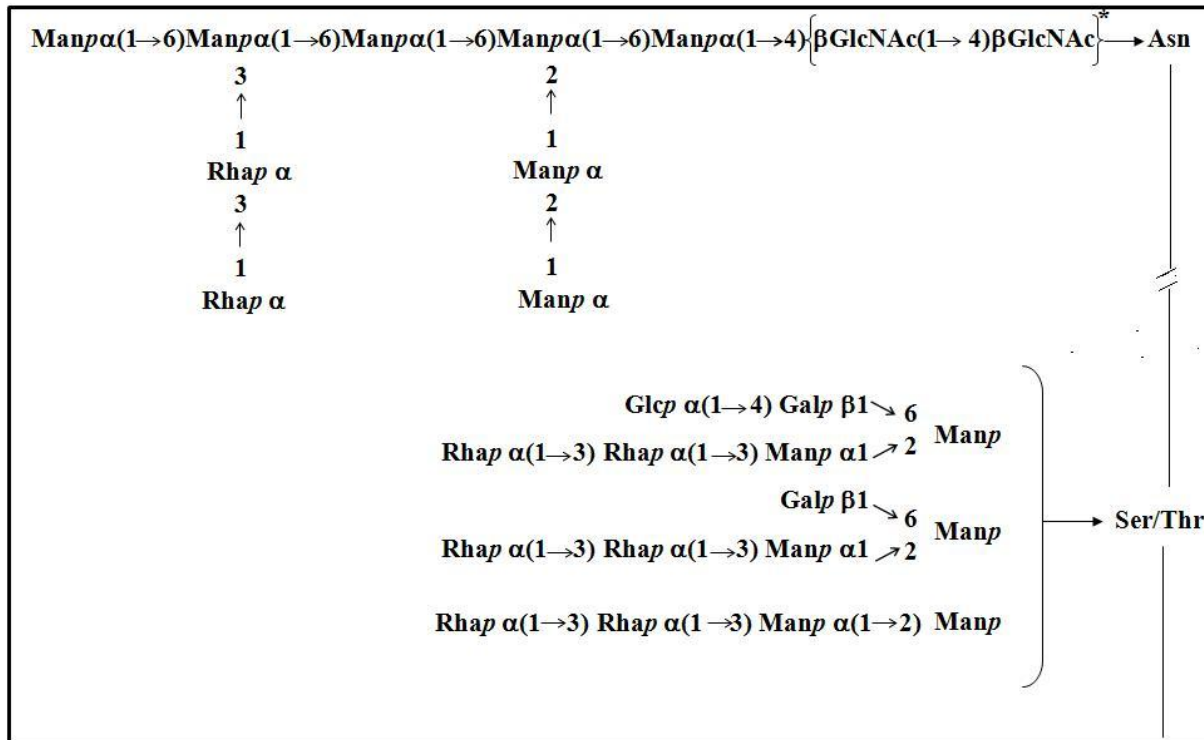 *
Manpα(1→6)Manpα(1→6)Manpα(1→6)Manpα(1→6)Manpα(1→4){βGlcNAc(1→ 4)βGlcNAc}→Asn
3 2
↑ ↑
1 1
Rhap α Manp α
3 2
↑ ↑
1 1
Rhap α Manp α
Glcp α(1→4) Galp β1↘6
Rhap α(1→3) Rhap α(1→3) Manp α1↗2 Manp
Galp β1↘6
Rhap α(1→3) Rhap α(1→3) Manp α1↗2 Manp
Rhap α(1→3) Rhap α(1→3) Manp α(1→2) Manp
→ Ser/Thr